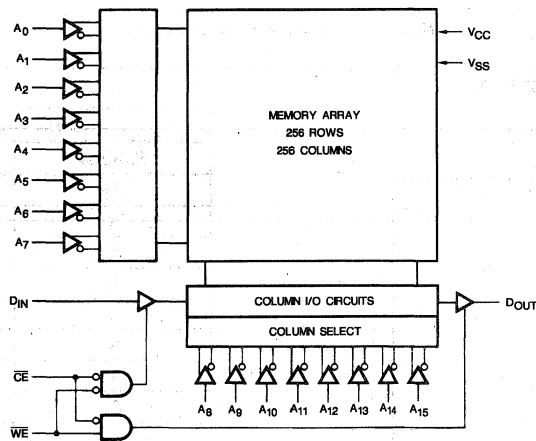 A0
A1
A2
A3
A4
A5
A6
A7
VCC
VSS
MEMORY ARRAY
256 ROWS
256 COLUMNS
DIN
COLUMN I/O CIRCUITS
DOUT
COLUMN SELECT
CE
WE
A8 A9 A10 A11 A12 A13 A14 A15